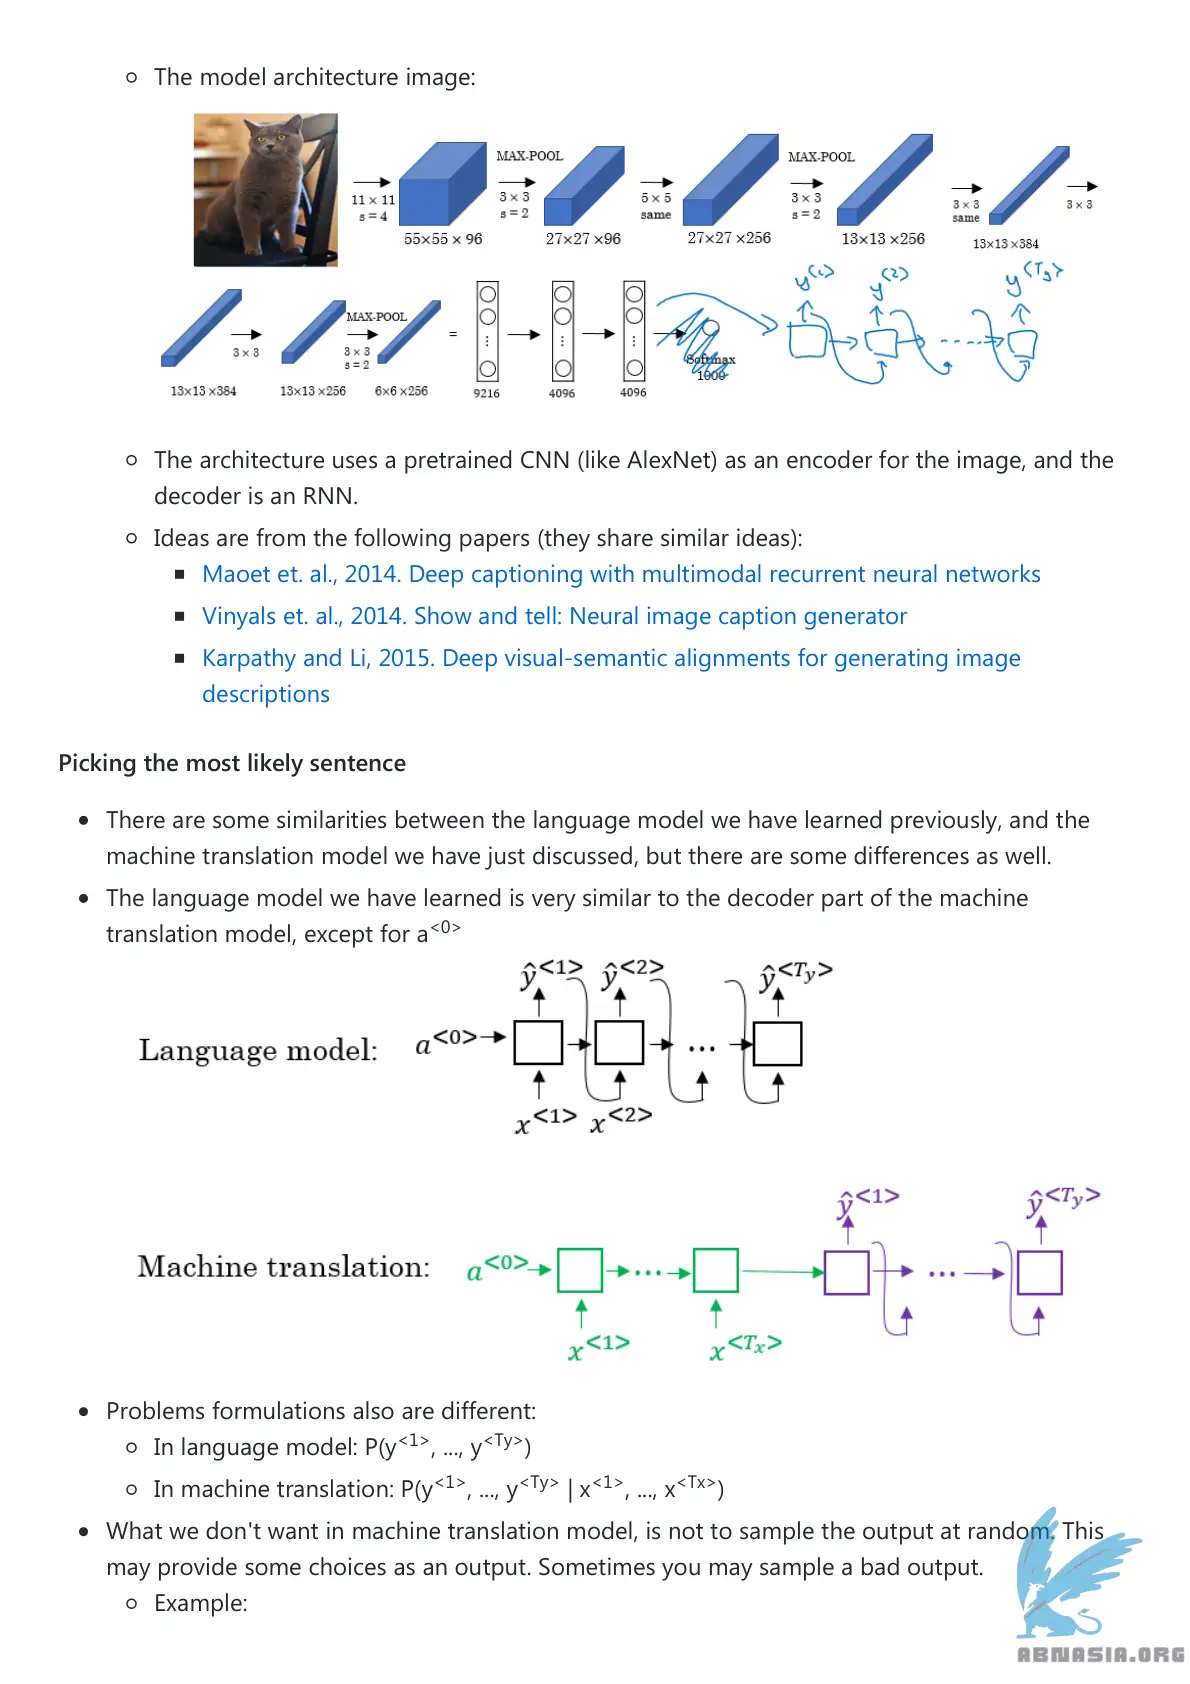 The model architecture image:
MAX-POOL
MAX-POOL
11 × 11
s = 4
3 × 3
s = 2
5 × 5
same
3 × 3
s = 2
3 × 3
same
3 × 3
55×55 × 96
27×27 ×96
27×27 ×256
13×13 ×256
13×13 ×384
y<1>
y<2>
y<Ty>
MAX-POOL
3 × 3
3 × 3
s = 2
=
Softmax
1000
13×13 ×384
13×13 ×256
6×6 ×256
9216
4096
4096
The architecture uses a pretrained CNN (like AlexNet) as an encoder for the image, and the
decoder is an RNN.
Ideas are from the following papers (they share similar ideas):
Maoet et. al., 2014. Deep captioning with multimodal recurrent neural networks
Vinyals et. al., 2014. Show and tell: Neural image caption generator
Karpathy and Li, 2015. Deep visual-semantic alignments for generating image
descriptions
Picking the most likely sentence
There are some similarities between the language model we have learned previously, and the
machine translation model we have just discussed, but there are some differences as well.
The language model we have learned is very similar to the decoder part of the machine
translation model, except for a<0>
ŷ<1> ŷ<2> ŷ<Ty>
Language model: a<0> ...
x<1> x<2>
ŷ<1> ŷ<Ty>
Machine translation: a<0> ... ...
x<1> x<Tx>
Problems formulations also are different:
In language model: P(y<1>, ..., y<Ty>)
In machine translation: P(y<1>, ..., y<Ty> | x<1>, ..., x<Tx>)
What we don't want in machine translation model, is not to sample the output at random. This
may provide some choices as an output. Sometimes you may sample a bad output.
Example:
ABNASIA.ORG